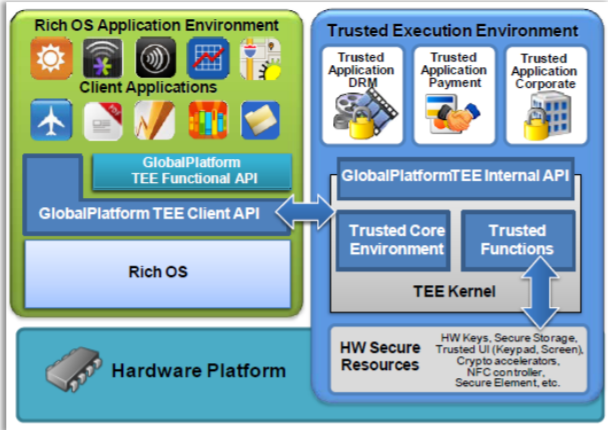 Rich OS Application Environment
Client Applications
GlobalPlatform
TEE Functional API
GlobalPlatform TEE Client API
Rich OS
Trusted Execution Environment
Trusted
Application
DRM
Trusted
Application
Payment
Trusted
Application
Corporate
GlobalPlatformTEE Internal API
Trusted Core
Environment
Trusted
Functions
TEE Kernel
HW Secure
Resources
HW Keys, Secure Storage,
Trusted UI (Keypad, Screen),
Crypto accelerators,
NFC controller,
Secure Element, etc.
Hardware Platform